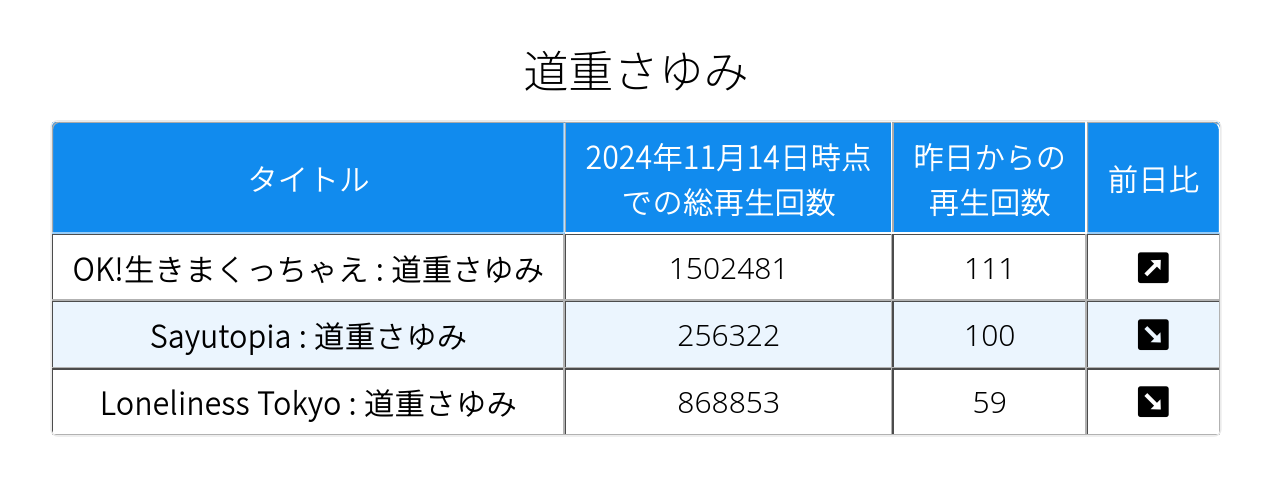 道重さゆみ
タイトル
2024年11月14日時点
での総再生回数
昨日からの
再生回数
前日比
OK!生きまくっちゃえ : 道重さゆみ 1502481 111 ↗
Sayutopia : 道重さゆみ 256322 100 ↘
Loneliness Tokyo : 道重さゆみ 868853 59 ↘